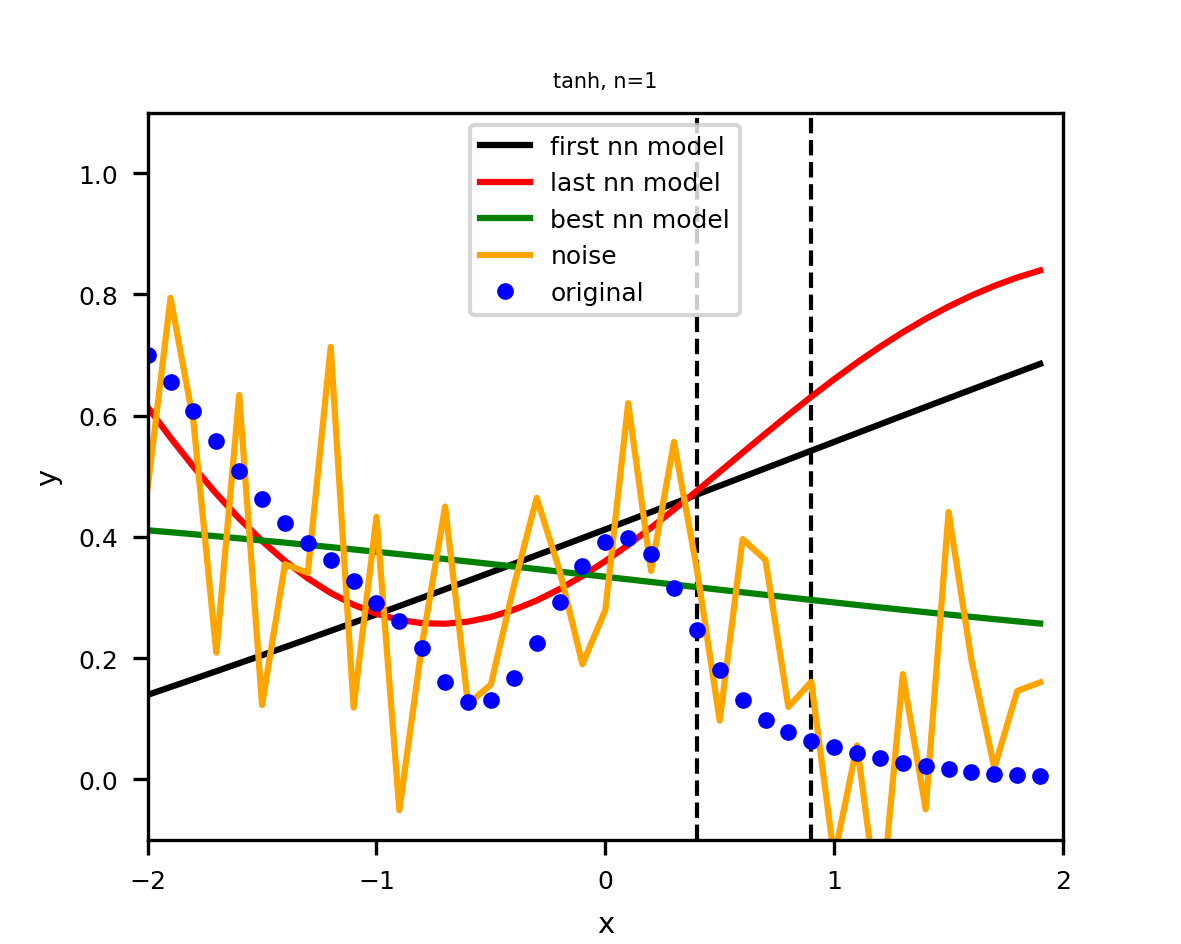 tanh, n=1
first nn model
last nn model
best nn model
noise
original
1.0
0.8
0.6
0.4
0.2
0.0
y
−2
−1
0
1
2
x